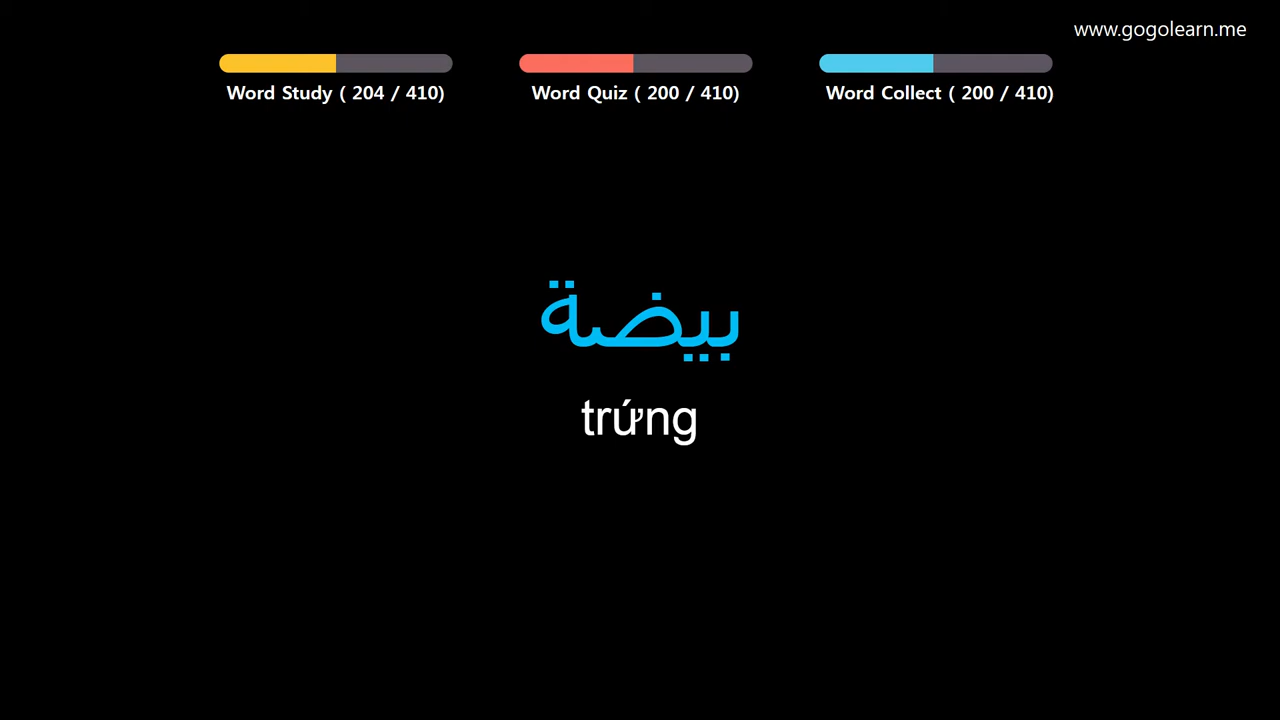 www.gogolearn.me
Word Study ( 204 / 410)
Word Quiz ( 200 / 410)
Word Collect ( 200 / 410)
بيضة
trứng